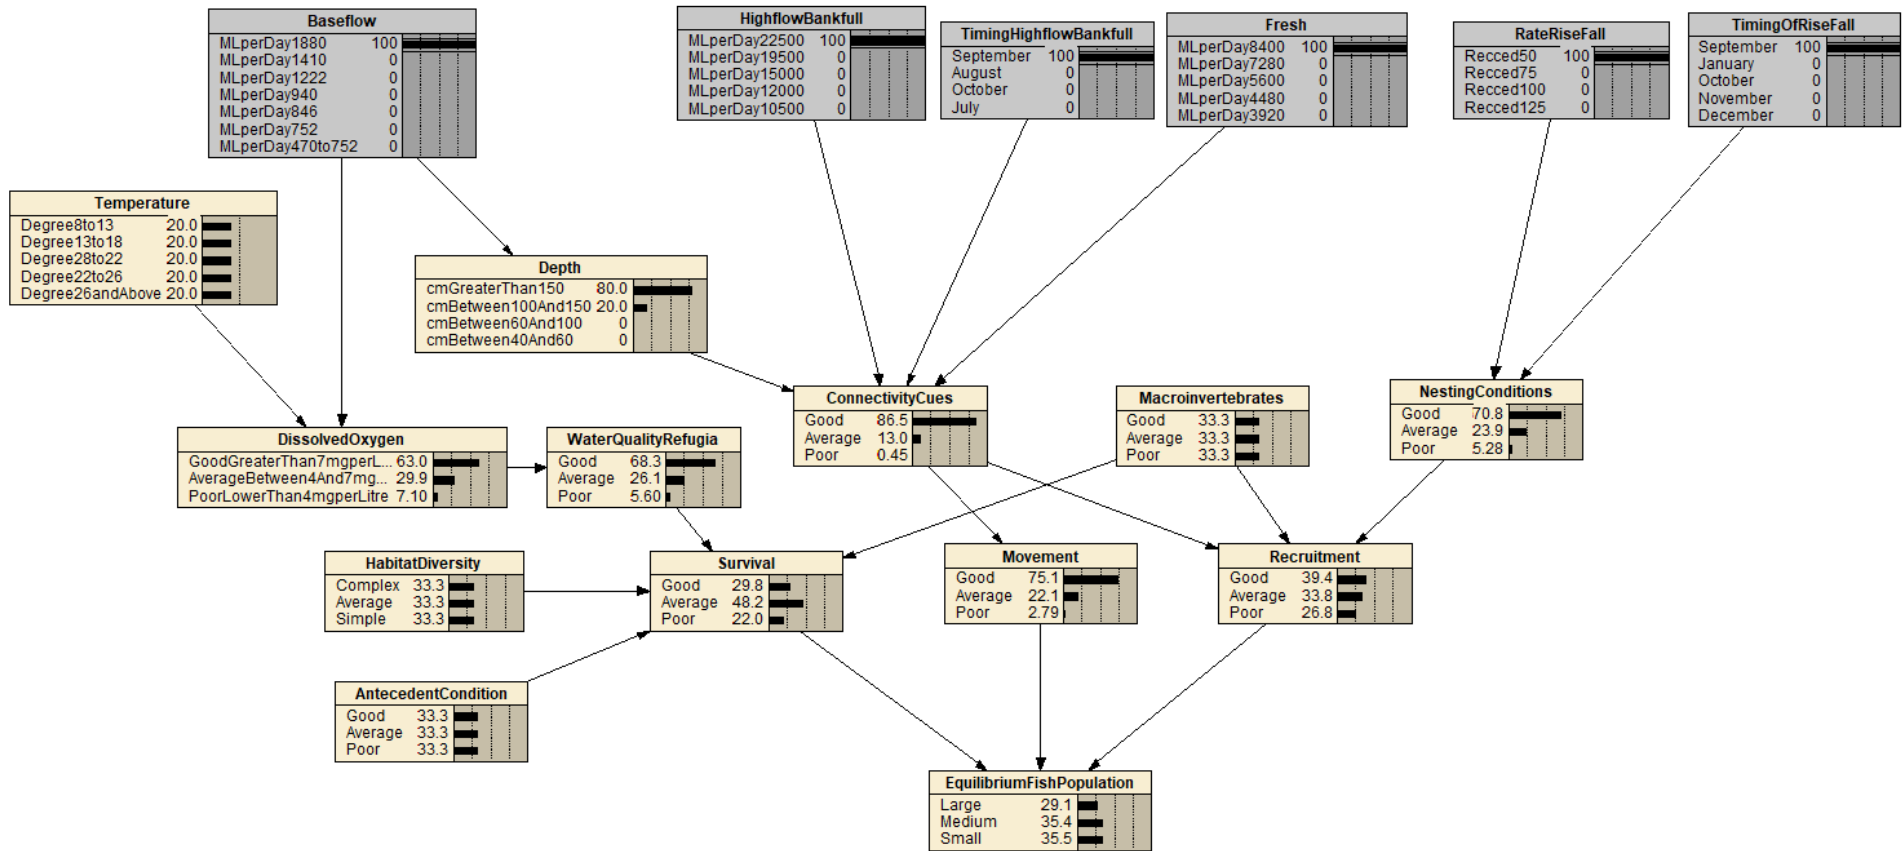 Baseflow
MLperDay1880 100
MLperDay1410 0
MLperDay1222 0
MLperDay940 0
MLperDay846 0
MLperDay752 0
MLperDay470to752 0
HighflowBankfull
MLperDay22500 100
MLperDay19500 0
MLperDay15000 0
MLperDay12000 0
MLperDay10500 0
TimingHighflowBankfull
September 100
August 0
October 0
July 0
Fresh
MLperDay8400 100
MLperDay7280 0
MLperDay5600 0
MLperDay4480 0
MLperDay3920 0
RateRiseFall
Recced50 100
Recced75 0
Recced100 0
Recced125 0
TimingOfRiseFall
September 100
January 0
October 0
November 0
December 0
Temperature
Degree8to13 20.0
Degree13to18 20.0
Degree28to22 20.0
Degree22to26 20.0
Degree26andAbove 20.0
Depth
cmGreaterThan150 80.0
cmBetween100And150 20.0
cmBetween60And100 0
cmBetween40And60 0
ConnectivityCues
Good 86.5
Average 13.0
Poor 0.45
Macroinvertebrates
Good 33.3
Average 33.3
Poor 33.3
NestingConditions
Good 70.8
Average 23.9
Poor 5.28
DissolvedOxygen
GoodGreaterThan7mgperL... 63.0
AverageBetween4And7mg... 29.9
PoorLowerThan4mgperLitre 7.10
WaterQualityRefugia
Good 68.3
Average 26.1
Poor 5.60
HabitatDiversity
Complex 33.3
Average 33.3
Simple 33.3
Survival
Good 29.8
Average 48.2
Poor 22.0
Movement
Good 75.1
Average 22.1
Poor 2.79
Recruitment
Good 39.4
Average 33.8
Poor 26.8
AntecedentCondition
Good 33.3
Average 33.3
Poor 33.3
EquilibriumFishPopulation
Large 29.1
Medium 35.4
Small 35.5